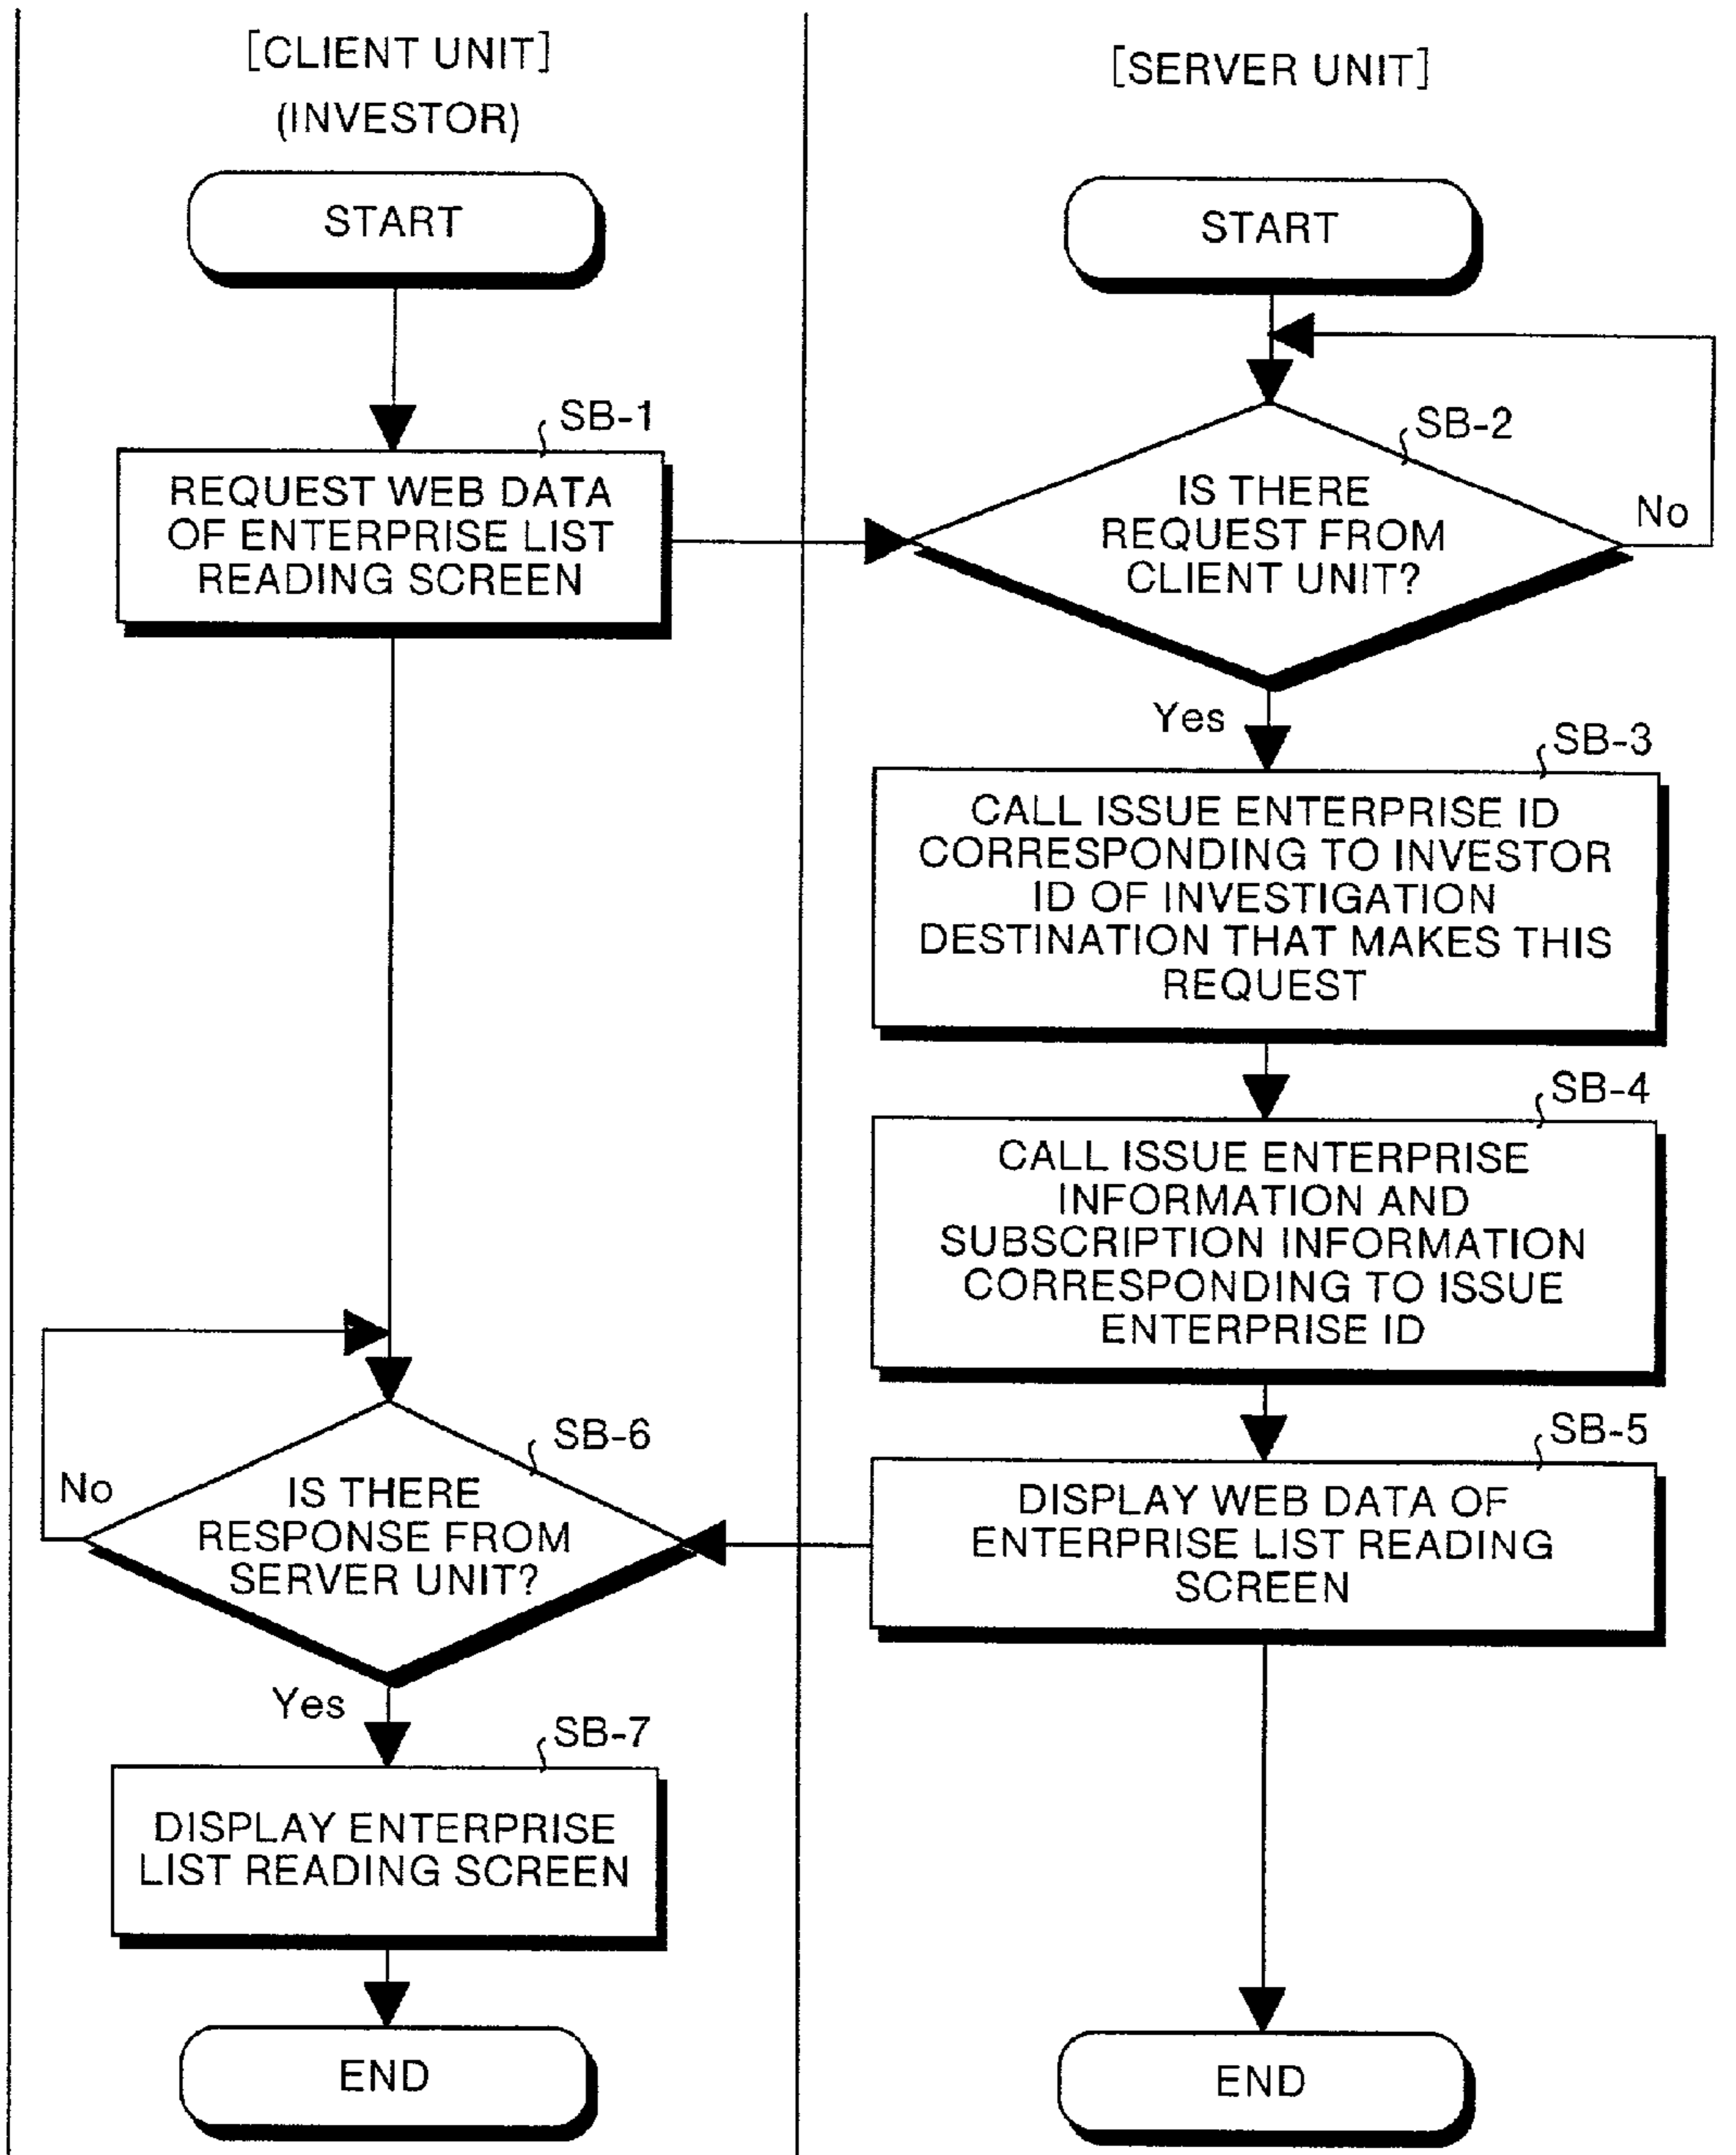 [CLIENT UNIT]
(INVESTOR)
START
SB-1
REQUEST WEB DATA
OF ENTERPRISE LIST
READING SCREEN
SB-6
No
IS THERE
RESPONSE FROM
SERVER UNIT?
Yes
SB-7
DISPLAY ENTERPRISE
LIST READING SCREEN
END
[SERVER UNIT]
START
SB-2
IS THERE
REQUEST FROM
CLIENT UNIT?
No
Yes
SB-3
CALL ISSUE ENTERPRISE ID
CORRESPONDING TO INVESTOR
ID OF INVESTIGATION
DESTINATION THAT MAKES THIS
REQUEST
SB-4
CALL ISSUE ENTERPRISE
INFORMATION AND
SUBSCRIPTION INFORMATION
CORRESPONDING TO ISSUE
ENTERPRISE ID
SB-5
DISPLAY WEB DATA OF
ENTERPRISE LIST READING
SCREEN
END